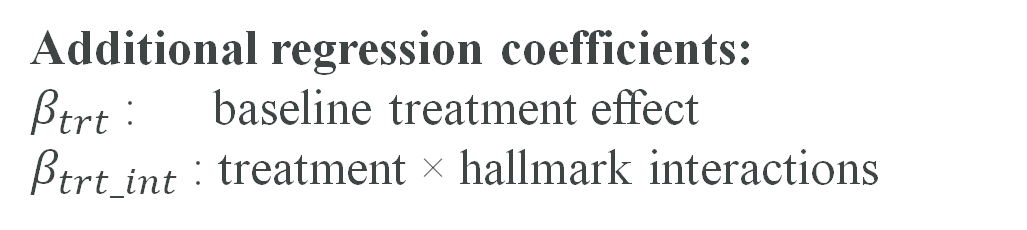 Additional regression coefficients:
β_trt : baseline treatment effect
β_trt_int : treatment × hallmark interactions